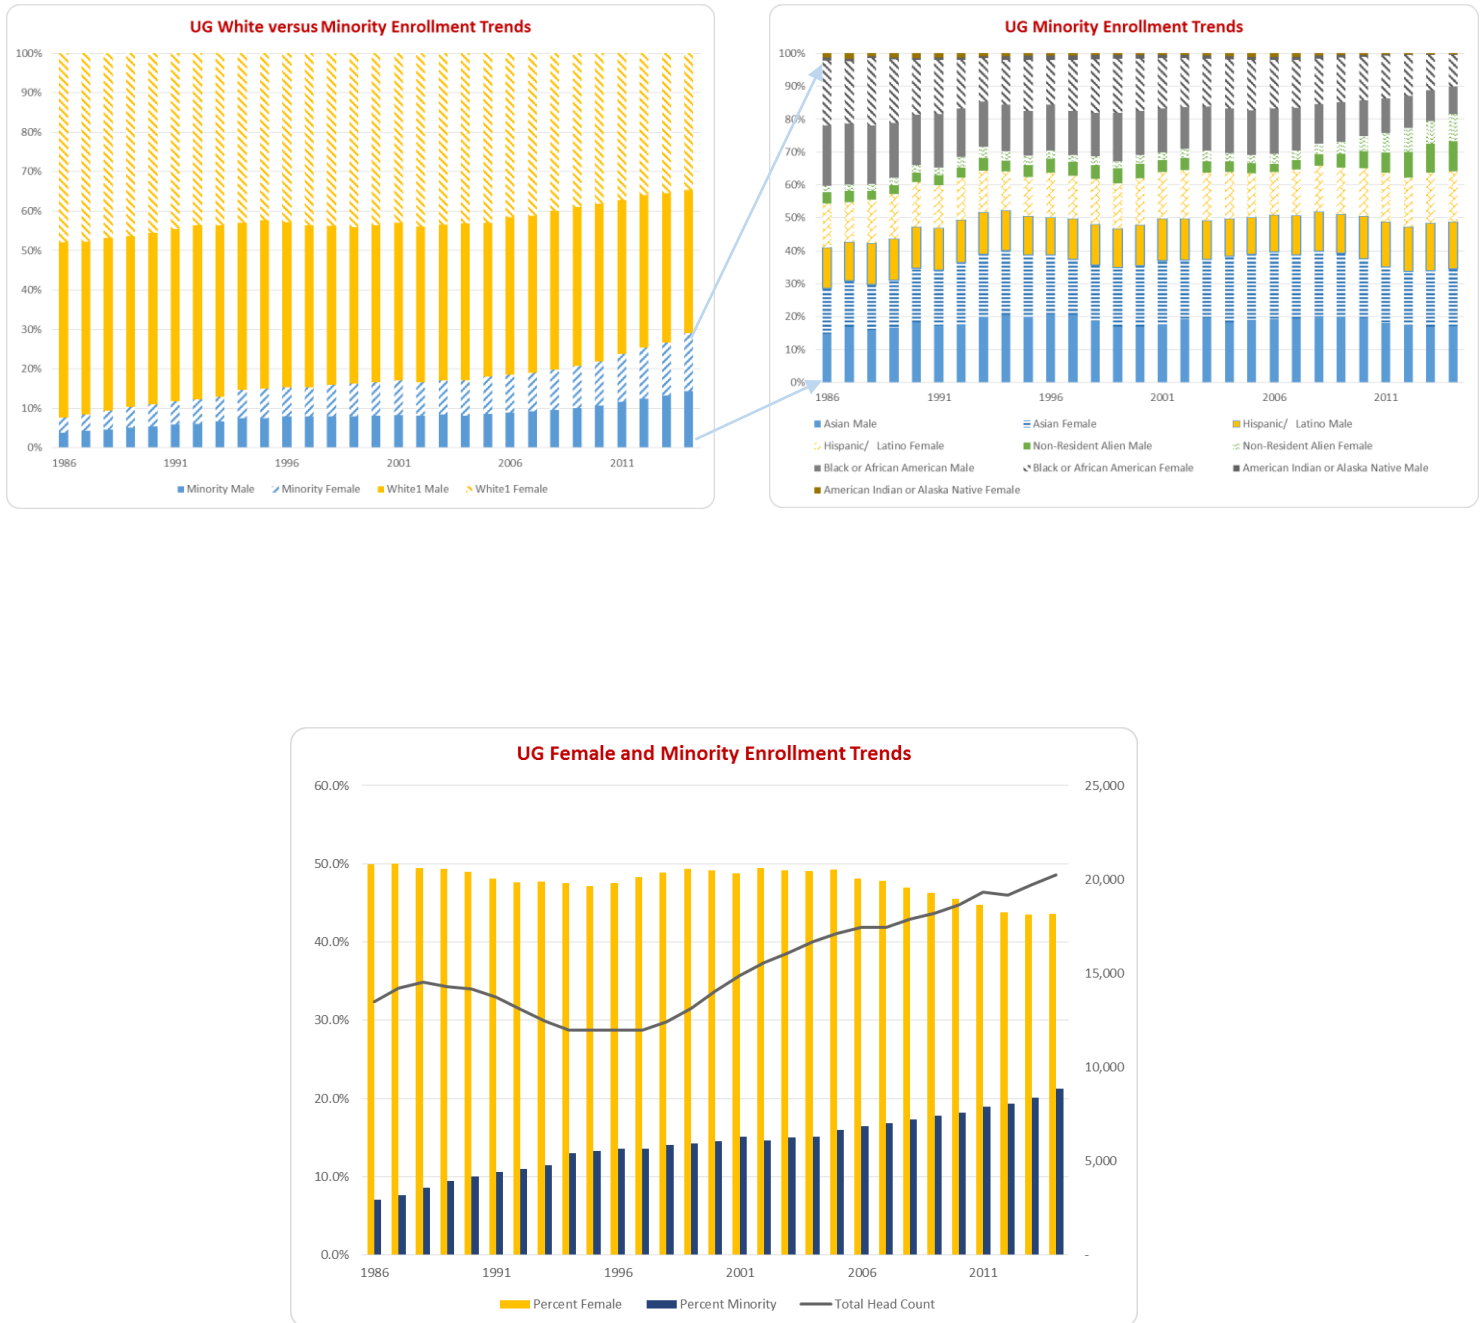 UG White versus Minority Enrollment Trends
100%
90%
80%
70%
60%
50%
40%
30%
20%
10%
0%
1986 1991 1996 2001 2006 2011
Minority Male Minority Female White1 Male White1 Female
UG Minority Enrollment Trends
100%
90%
80%
70%
60%
50%
40%
30%
20%
10%
0%
1986 1991 1996 2001 2006 2011
Asian Male Asian Female Hispanic/ Latino Male
Hispanic/ Latino Female Non-Resident Alien Male Non-Resident Alien Female
Black or African American Male Black or African American Female American Indian or Alaska Native Male
American Indian or Alaska Native Female
UG Female and Minority Enrollment Trends
60.0% 25,000
50.0%
20,000
40.0%
15,000
30.0%
10,000
20.0%
5,000
10.0%
0.0% -
1986 1991 1996 2001 2006 2011
Percent Female Percent Minority Total Head Count